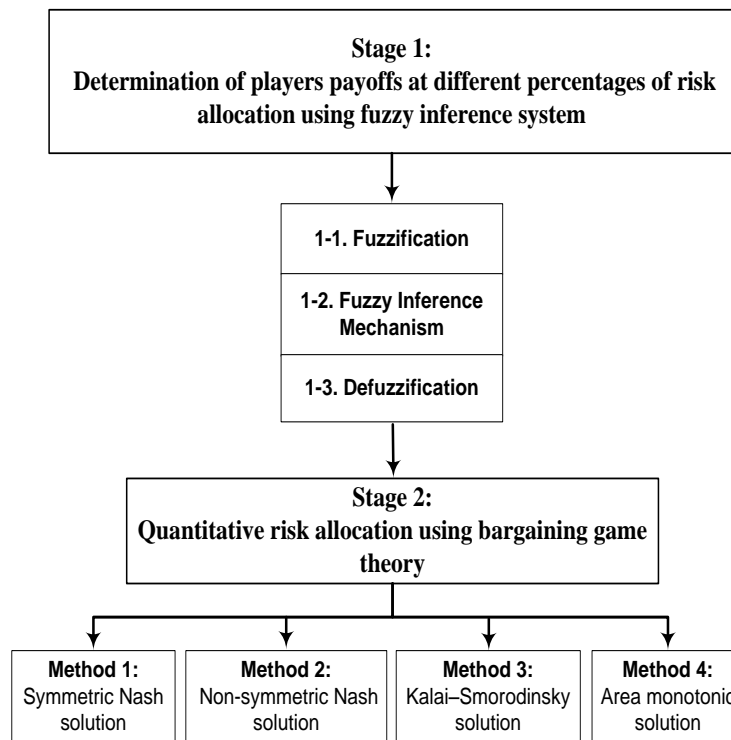 Stage 1:
Determination of players payoffs at different percentages of risk
allocation using fuzzy inference system
1-1. Fuzzification
1-2. Fuzzy Inference
Mechanism
1-3. Defuzzification
Stage 2:
Quantitative risk allocation using bargaining game
theory
Method 1:
Symmetric Nash
solution
Method 2:
Non-symmetric Nash
solution
Method 3:
Kalai–Smorodinsky
solution
Method 4:
Area monotonic
solution